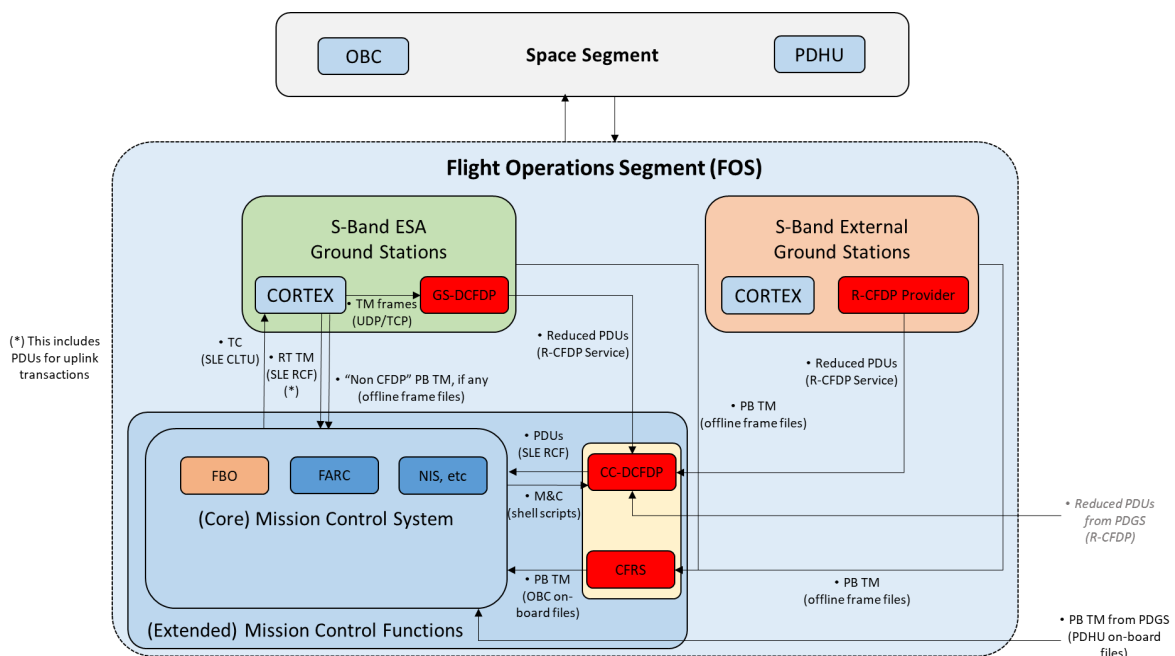 OBC
Space Segment
PDHU
Flight Operations Segment (FOS)
S-Band ESA
Ground Stations
CORTEX
GS-DCFDP
• TM frames
(UDP/TCP)
S-Band External
Ground Stations
CORTEX
R-CFDP Provider
(*) This includes
PDUs for uplink
transactions
• TC
(SLE CLTU)
• RT TM
(SLE RCF)
(*)
• “Non CFDP” PB TM, if any
(offline frame files)
• Reduced PDUs
(R-CFDP Service)
• Reduced PDUs
(R-CFDP Service)
• PB TM
(offline frame files)
FBO
FARC
NIS, etc
(Core) Mission Control System
• PDUs
(SLE RCF)
• M&C
(shell scripts)
CC-DCFDP
CFRS
• PB TM
(OBC on-
board files)
• PB TM
(offline frame files)
• Reduced PDUs
from PDGS
(R-CFDP)
(Extended) Mission Control Functions
• PB TM from PDGS
(PDHU on-board
files)